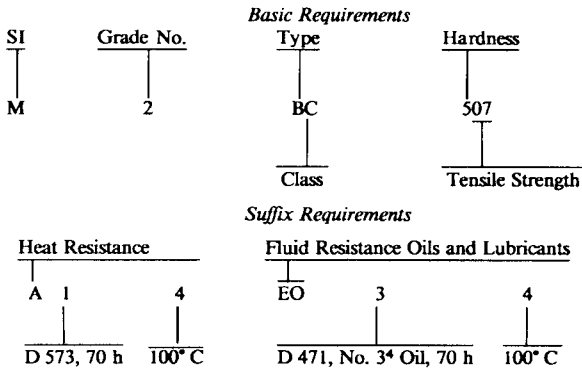 Basic Requirements
SI Grade No. Type Hardness
M 2 BC 507
Class Tensile Strength
Suffix Requirements
Heat Resistance Fluid Resistance Oils and Lubricants
A 1 4 EO 3 4
D 573, 70 h 100° C D 471, No. 3⁴ Oil, 70 h 100° C